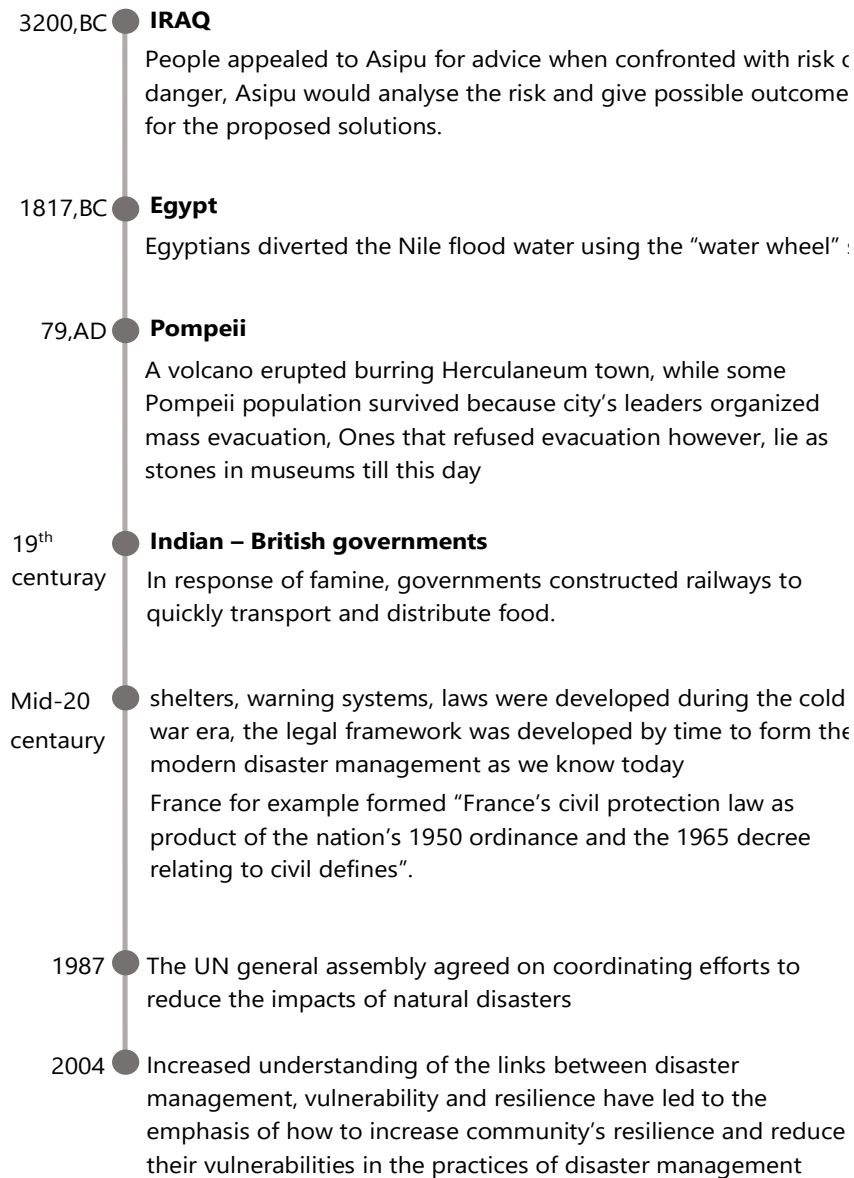 3200,BC IRAQ
People appealed to Asipu for advice when confronted with risk
danger, Asipu would analyse the risk and give possible outcome
for the proposed solutions.
1817,BC Egypt
Egyptians diverted the Nile flood water using the “water wheel”
79,AD Pompeii
A volcano erupted burring Herculaneum town, while some
Pompeii population survived because city’s leaders organized
mass evacuation, Ones that refused evacuation however, lie as
stones in museums till this day
19th
centuray
Indian – British governments
In response of famine, governments constructed railways to
quickly transport and distribute food.
Mid-20
centaury
shelters, warning systems, laws were developed during the cold
war era, the legal framework was developed by time to form the
modern disaster management as we know today
France for example formed “France’s civil protection law as
product of the nation’s 1950 ordinance and the 1965 decree
relating to civil defines”.
1987 The UN general assembly agreed on coordinating efforts to
reduce the impacts of natural disasters
2004 Increased understanding of the links between disaster
management, vulnerability and resilience have led to the
emphasis of how to increase community’s resilience and reduce
their vulnerabilities in the practices of disaster management